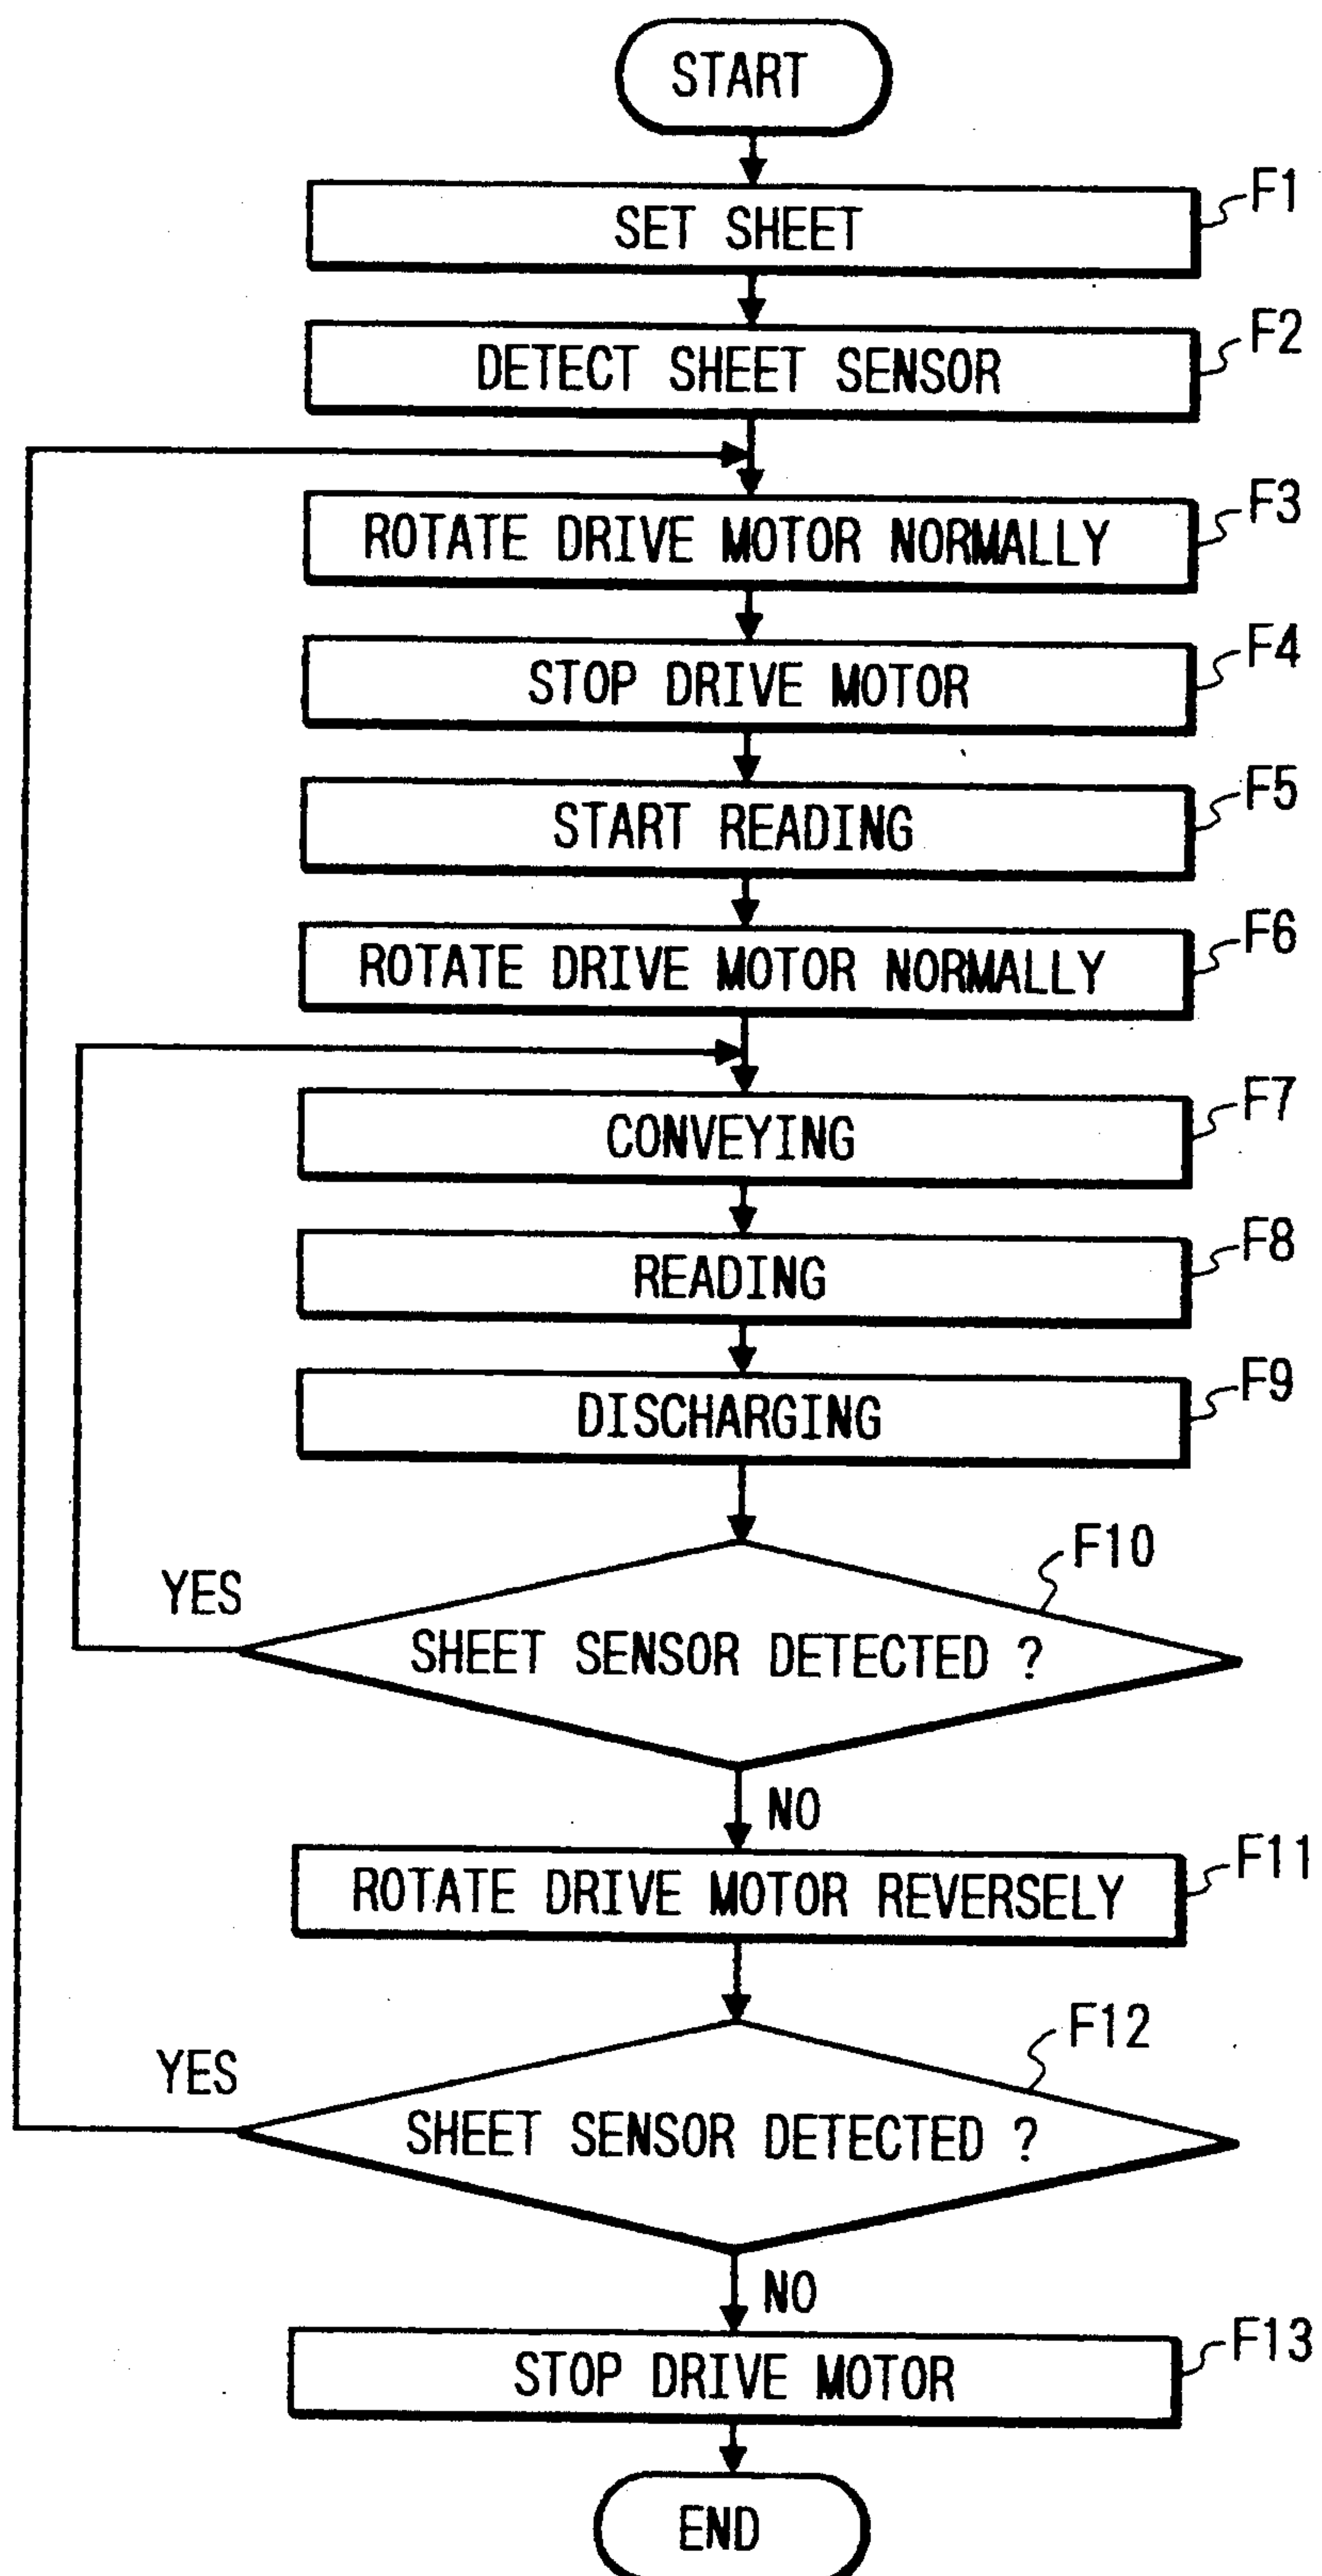 START
F1
SET SHEET
F2
DETECT SHEET SENSOR
F3
ROTATE DRIVE MOTOR NORMALLY
F4
STOP DRIVE MOTOR
F5
START READING
F6
ROTATE DRIVE MOTOR NORMALLY
F7
CONVEYING
F8
READING
F9
DISCHARGING
F10
YES
SHEET SENSOR DETECTED ?
NO
F11
ROTATE DRIVE MOTOR REVERSELY
F12
YES
SHEET SENSOR DETECTED ?
NO
F13
STOP DRIVE MOTOR
END